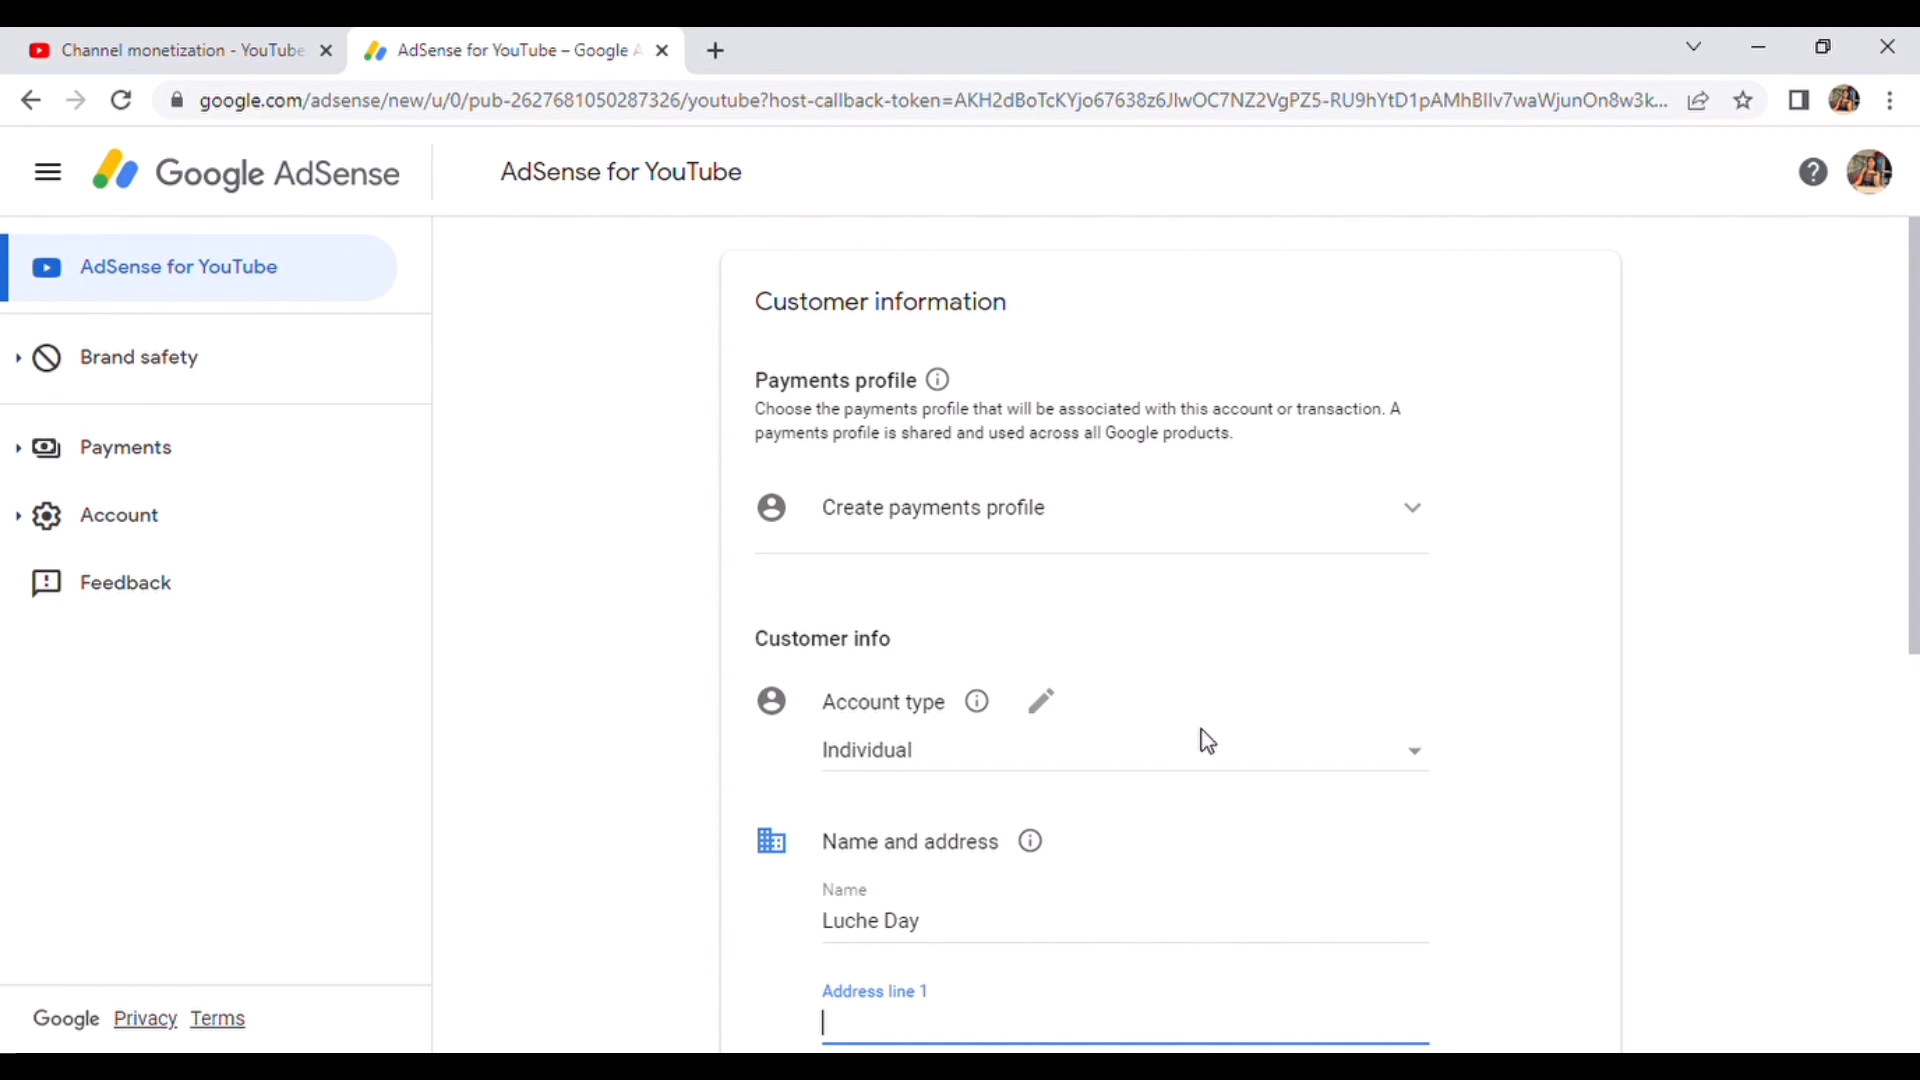 Channel monetization - YouTube
AdSense for YouTube – Google A
google.com/adsense/new/u/0/pub-2627681050287326/youtube?host-callback-token=AKH2dBoTcKYjo67638z6JlwOC7NZ2VgPZ5-RU9hYtD1pAMhBIlv7waWjunOn8w3k...
Google AdSense
AdSense for YouTube
AdSense for YouTube
Brand safety
Payments
Account
Feedback
Google Privacy Terms
Customer information
Payments profile
Choose the payments profile that will be associated with this account or transaction. A
payments profile is shared and used across all Google products.
Create payments profile
Customer info
Account type
Individual
Name and address
Name
Luche Day
Address line 1